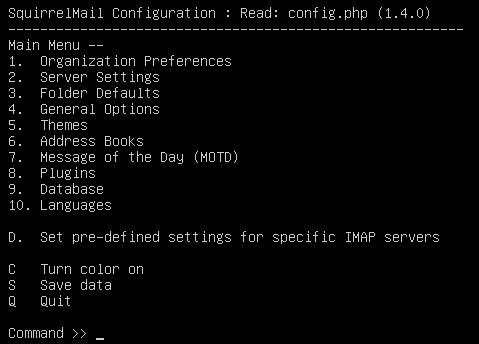 SquirrelMail Configuration : Read: config.php (1.4.0)
---------------------------------------------------------
Main Menu --
1.  Organization Preferences
2.  Server Settings
3.  Folder Defaults
4.  General Options
5.  Themes
6.  Address Books
7.  Message of the Day (MOTD)
8.  Plugins
9.  Database
10. Languages

D.  Set pre-defined settings for specific IMAP servers

C   Turn color on
S   Save data
Q   Quit

Command >> _